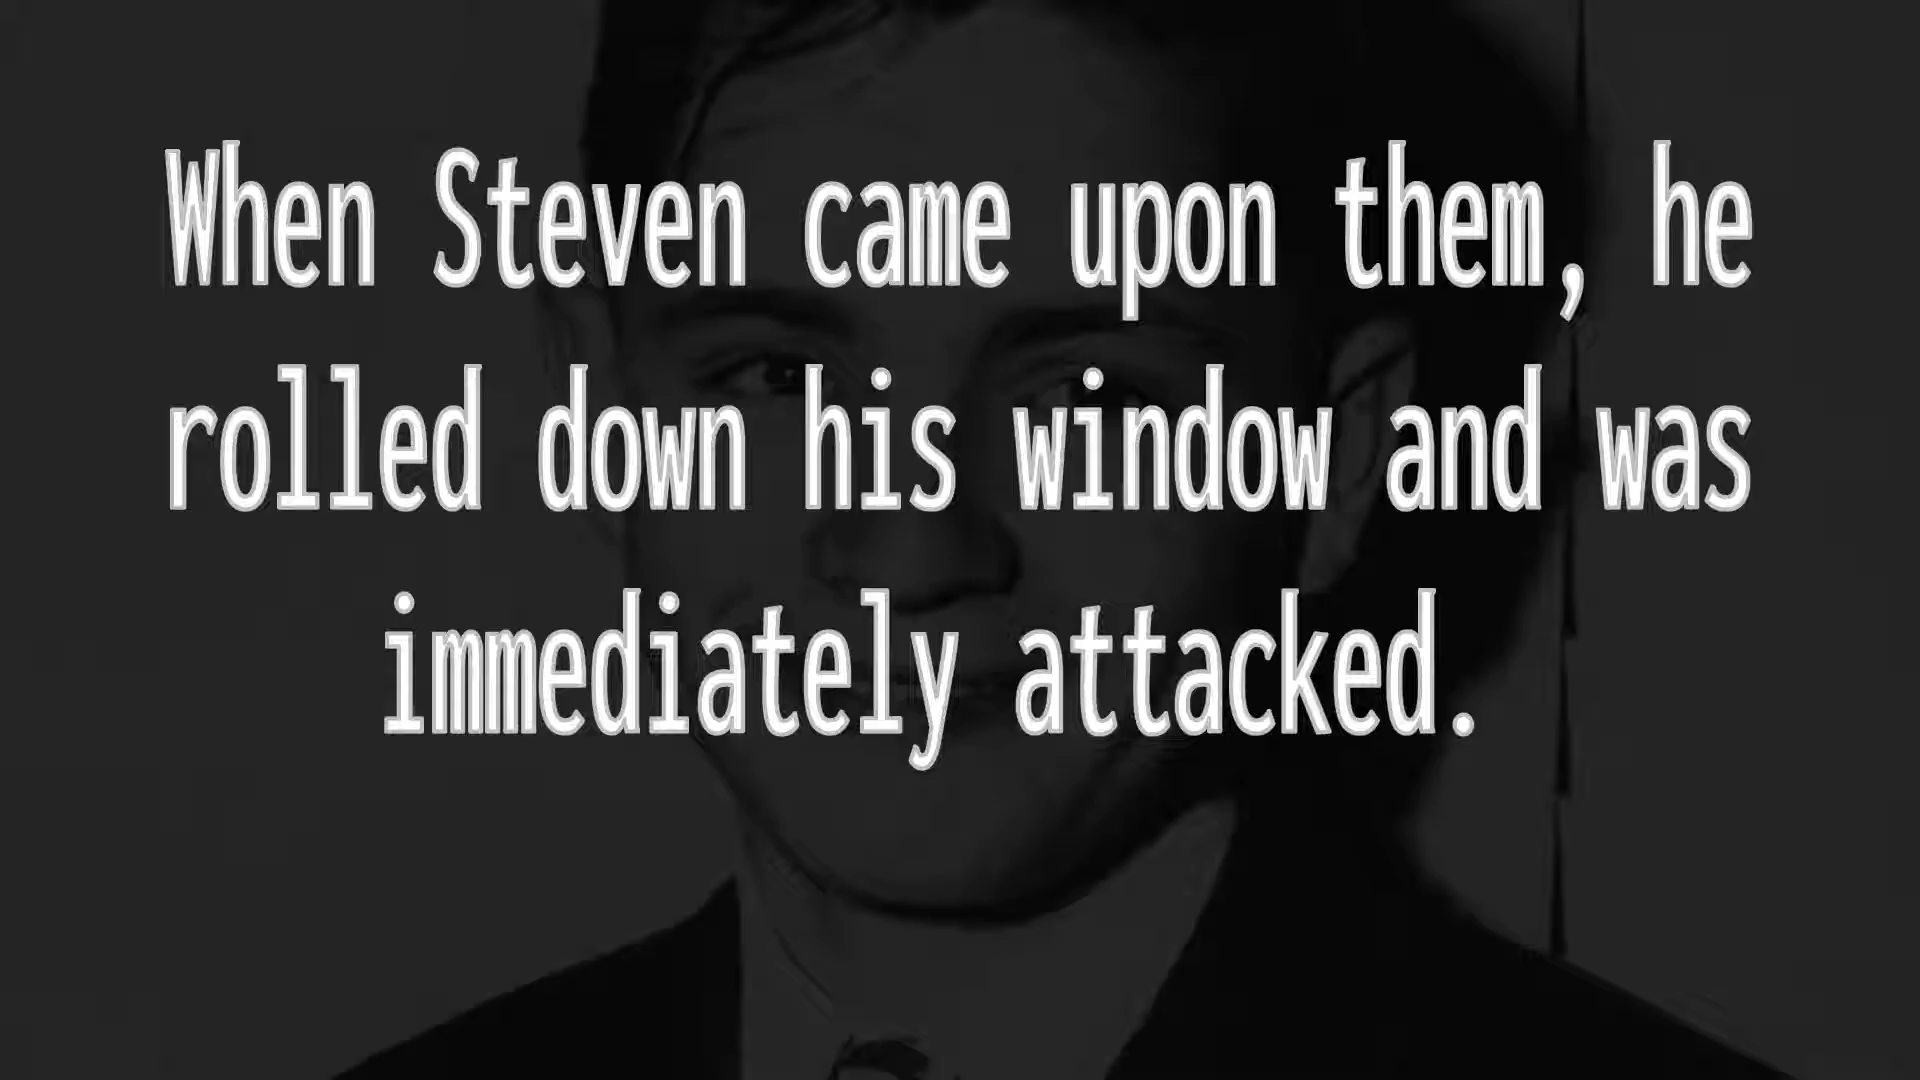 When Steven came upon them, he
rolled down his window and was
immediately attacked.